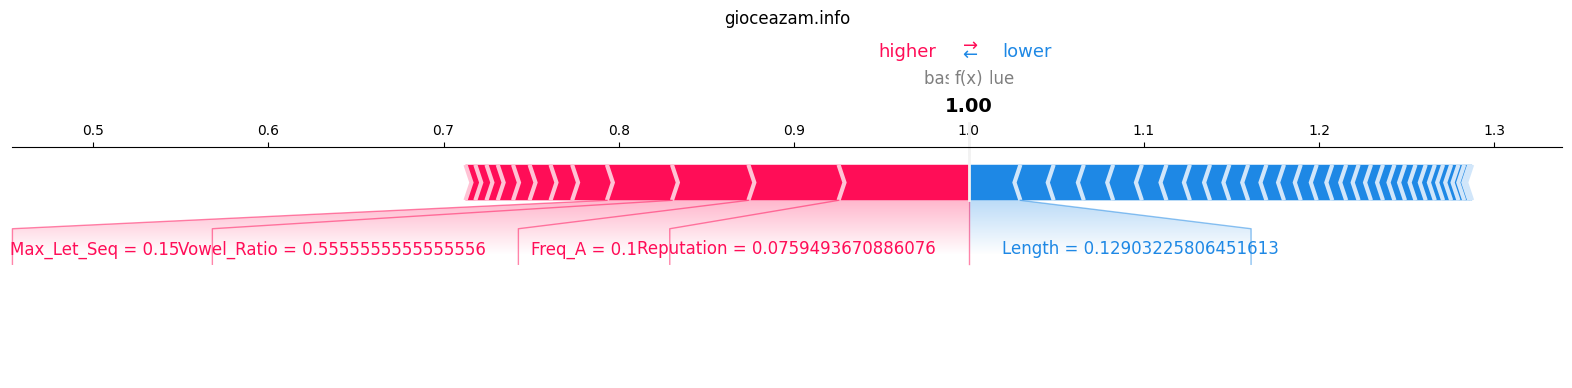 gioceazam.info
higher → ← lower
bas f(x) lue
1.00
0.5 0.6 0.7 0.8 0.9 1.0 1.1 1.2 1.3
Max_Let_Seq = 0.15 Vowel_Ratio = 0.5555555555555556 Freq_A = 0.1 Reputation = 0.0759493670886076 Length = 0.12903225806451613